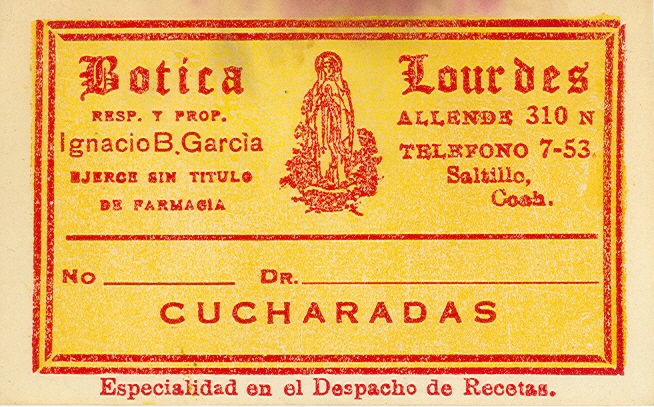 Botica Lourdes
RESP. Y PROP.
Ignacio B. Garcìa
EJERCE SIN TITULO
DE FARMACIA
ALLENDE 310 N
TELEFONO 7-53
Saltillo,
Coah.
No
DR.
CUCHARADAS
Especialidad en el Despacho de Recetas.